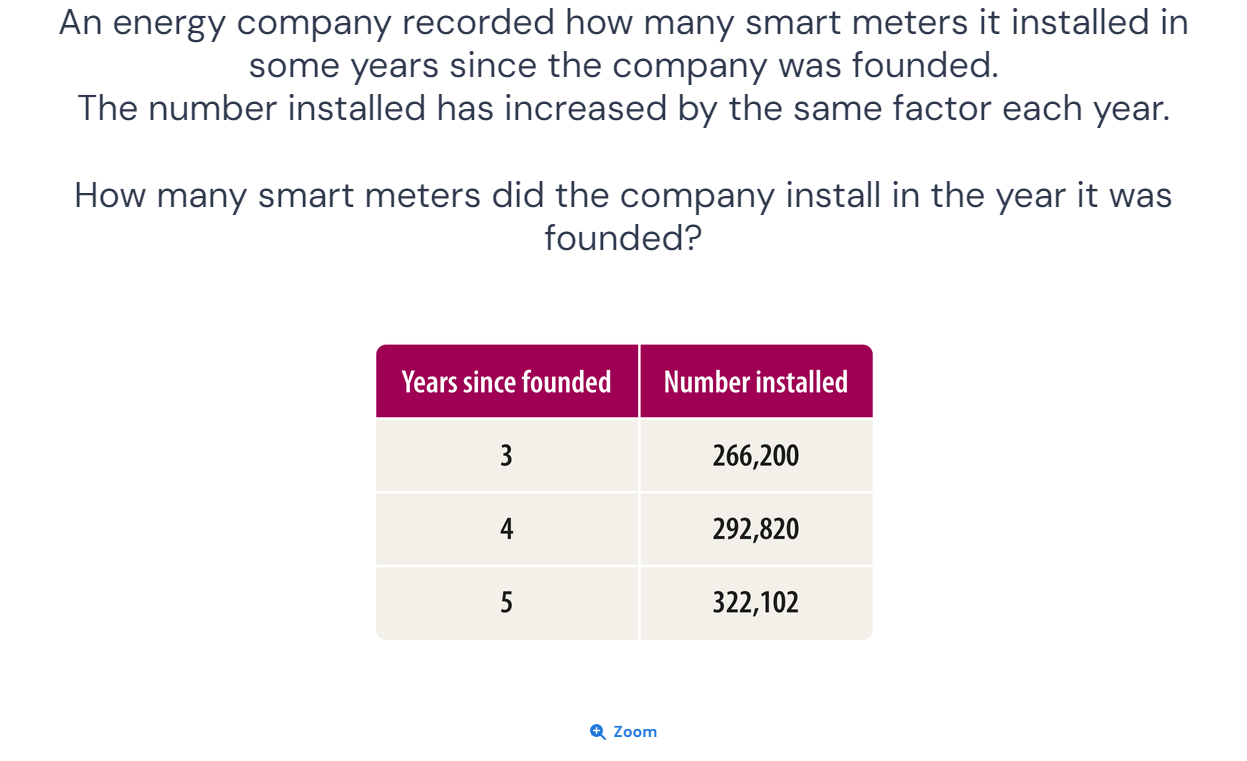 An energy company recorded how many smart meters it installed in
some years since the company was founded.
The number installed has increased by the same factor each year.
How many smart meters did the company install in the year it was
founded?
Years since founded Number installed
3 266,200
4 292,820
5 322,102
Zoom